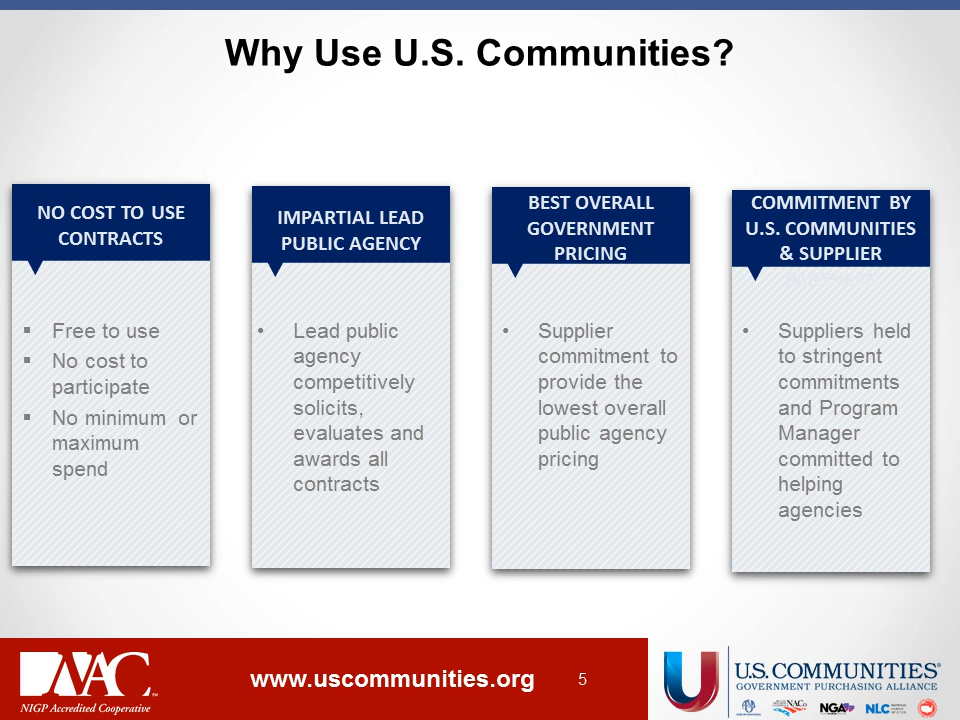 Why Use U.S. Communities?
NO COST TO USE
CONTRACTS
▪ Free to use
▪ No cost to
participate
▪ No minimum or
maximum
spend
IMPARTIAL LEAD
PUBLIC AGENCY
• Lead public
agency
competitively
solicits,
evaluates and
awards all
contracts
BEST OVERALL
GOVERNMENT
PRICING
• Supplier
commitment to
provide the
lowest overall
public agency
pricing
COMMITMENT BY
U.S. COMMUNITIES
& SUPPLIER
• Suppliers held
to stringent
commitments
and Program
Manager
committed to
helping
agencies
NAC™
NIGP Accredited Cooperative
www.uscommunities.org
5
U.S. COMMUNITIES®
GOVERNMENT PURCHASING ALLIANCE
NACo
NGA
NLC